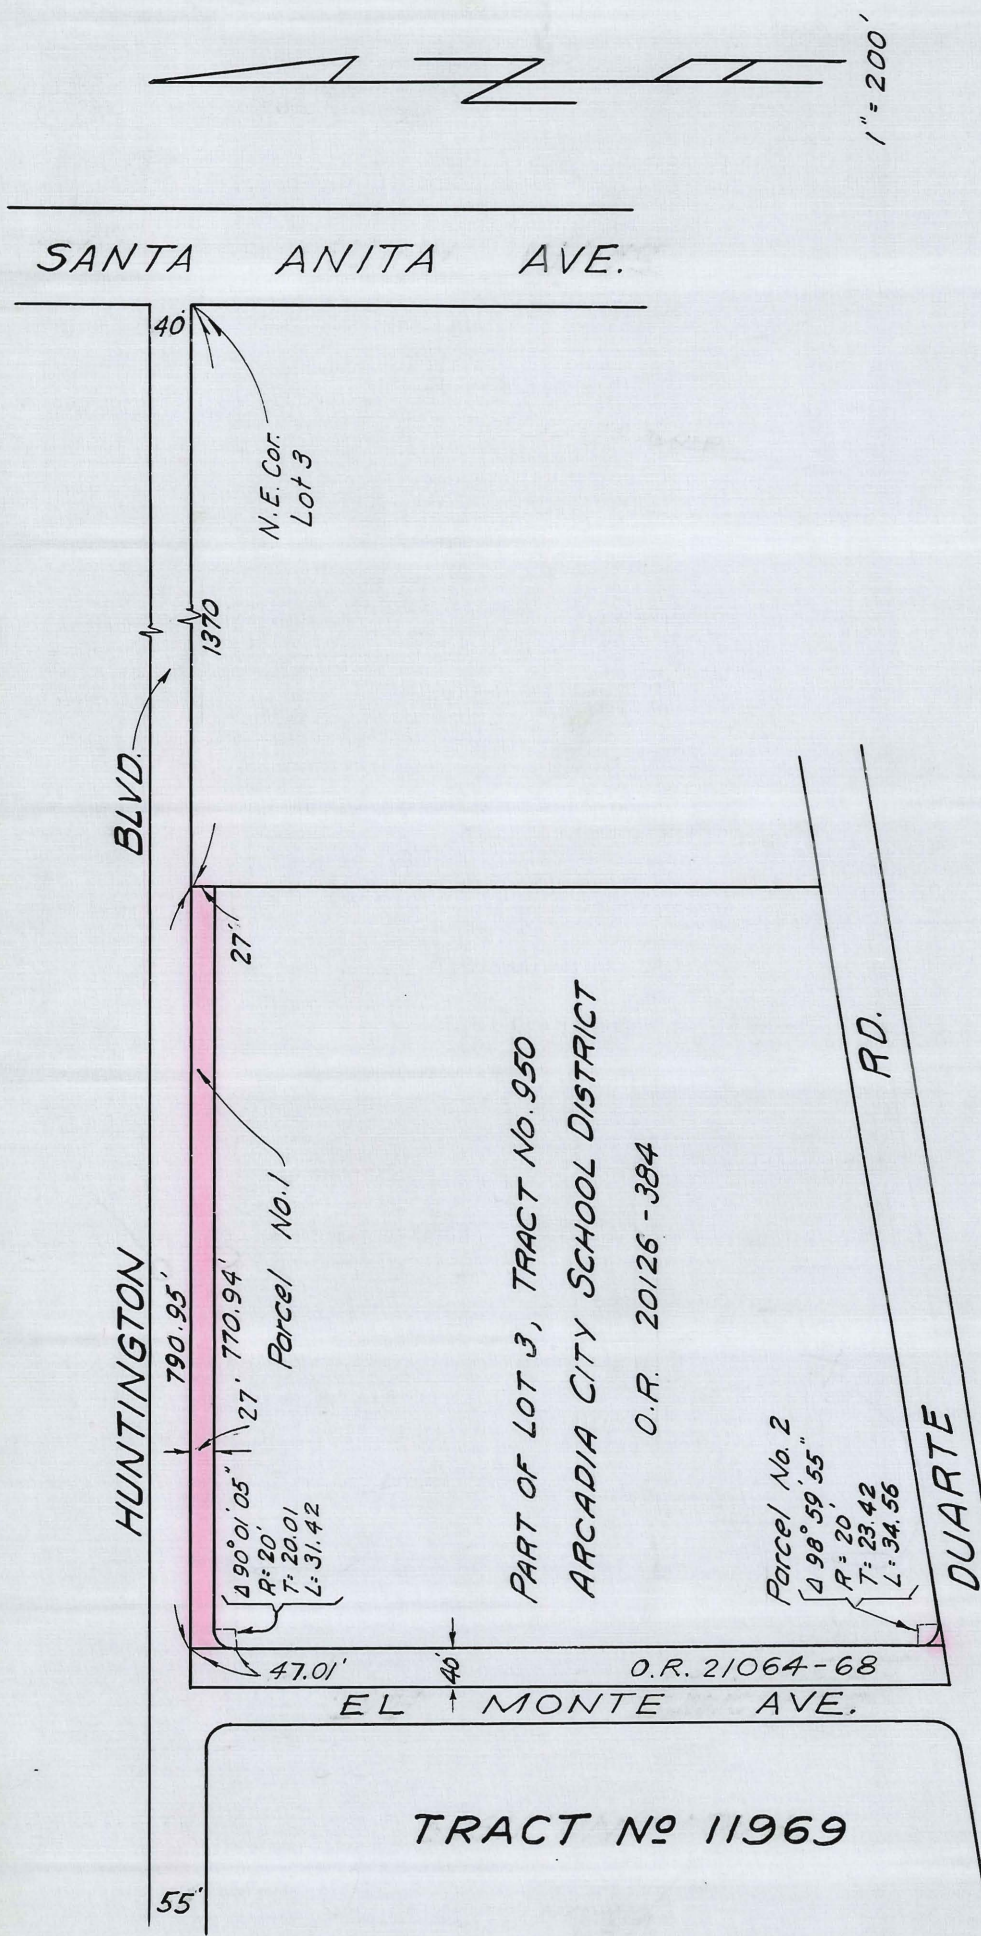 1" = 200'
SANTA ANITA AVE.
40'
N.E. Cor.
Lot 3
1370
HUNTINGTON BLVD.
27'
790.95'
27' 770.94'
Parcel No.1
Δ 90° 01' 05"
R = 20'
T = 20.01
L = 31.42
PART OF LOT 3, TRACT No. 950
ARCADIA CITY SCHOOL DISTRICT
O.R. 20126 - 384
Parcel No. 2
Δ 98° 59' 55"
R = 20'
T = 23.42
L = 34.56
DUARTE RD.
47.01'
40'
O.R. 21064-68
EL MONTE AVE.
TRACT Nº 11969
55'